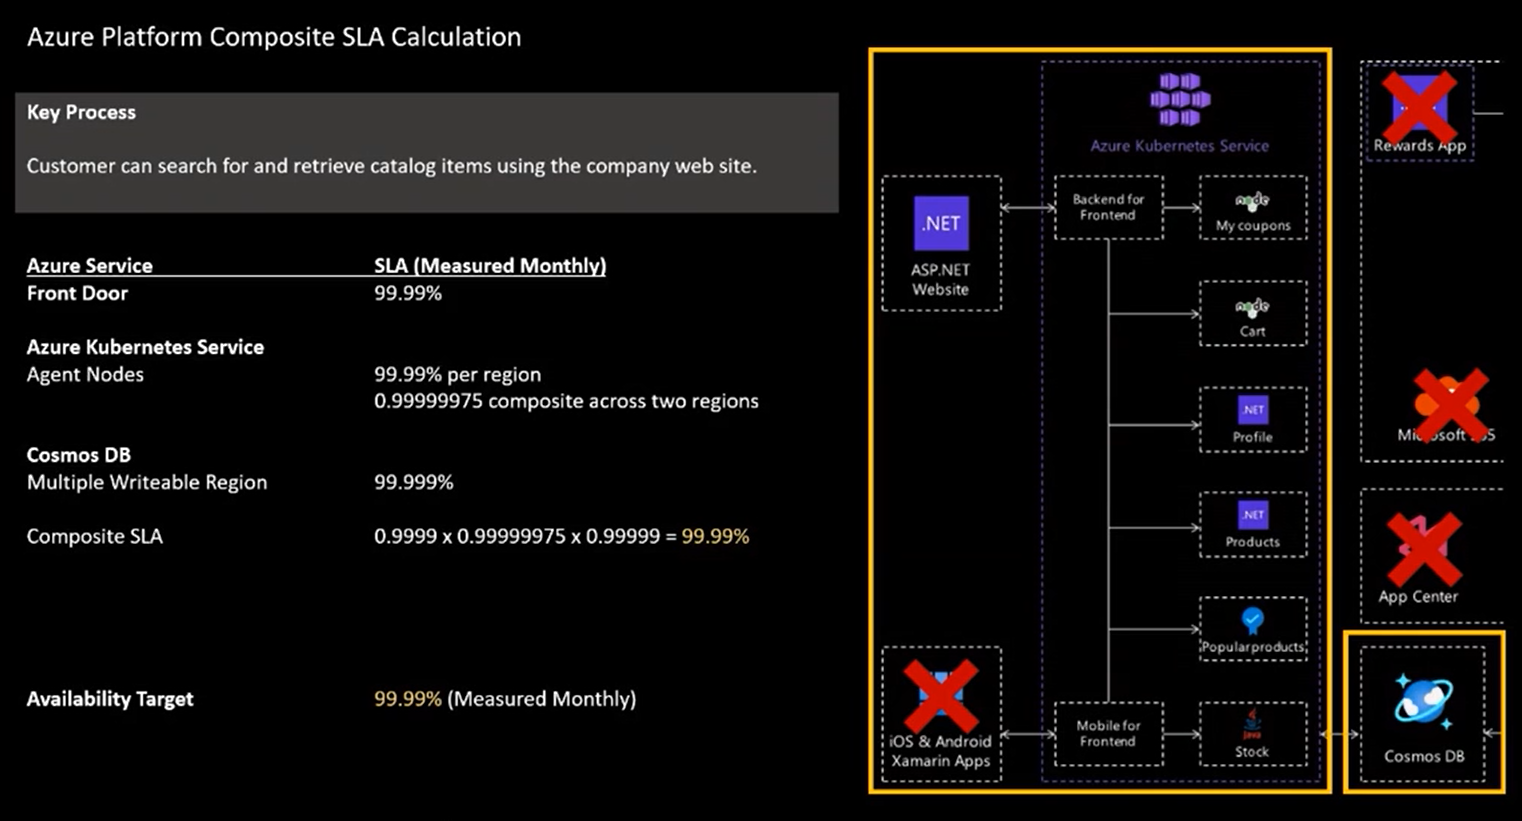 Azure Platform Composite SLA Calculation
Key Process
Customer can search for and retrieve catalog items using the company web site.
Azure Service SLA (Measured Monthly)
Front Door 99.99%
Azure Kubernetes Service
Agent Nodes 99.99% per region
0.99999975 composite across two regions
Cosmos DB
Multiple Writeable Region 99.999%
Composite SLA 0.9999 x 0.99999975 x 0.99999 = 99.99%
Availability Target 99.99% (Measured Monthly)
Azure Kubernetes Service
.NET
ASP.NET
Website
Backend for
Frontend
node
My coupons
node
Cart
.NET
Profile
.NET
Products
Popularproducts
iOS & Android
Xamarin Apps
Mobile for
Frontend
Java
Stock
Rewards App
App Center
Cosmos DB